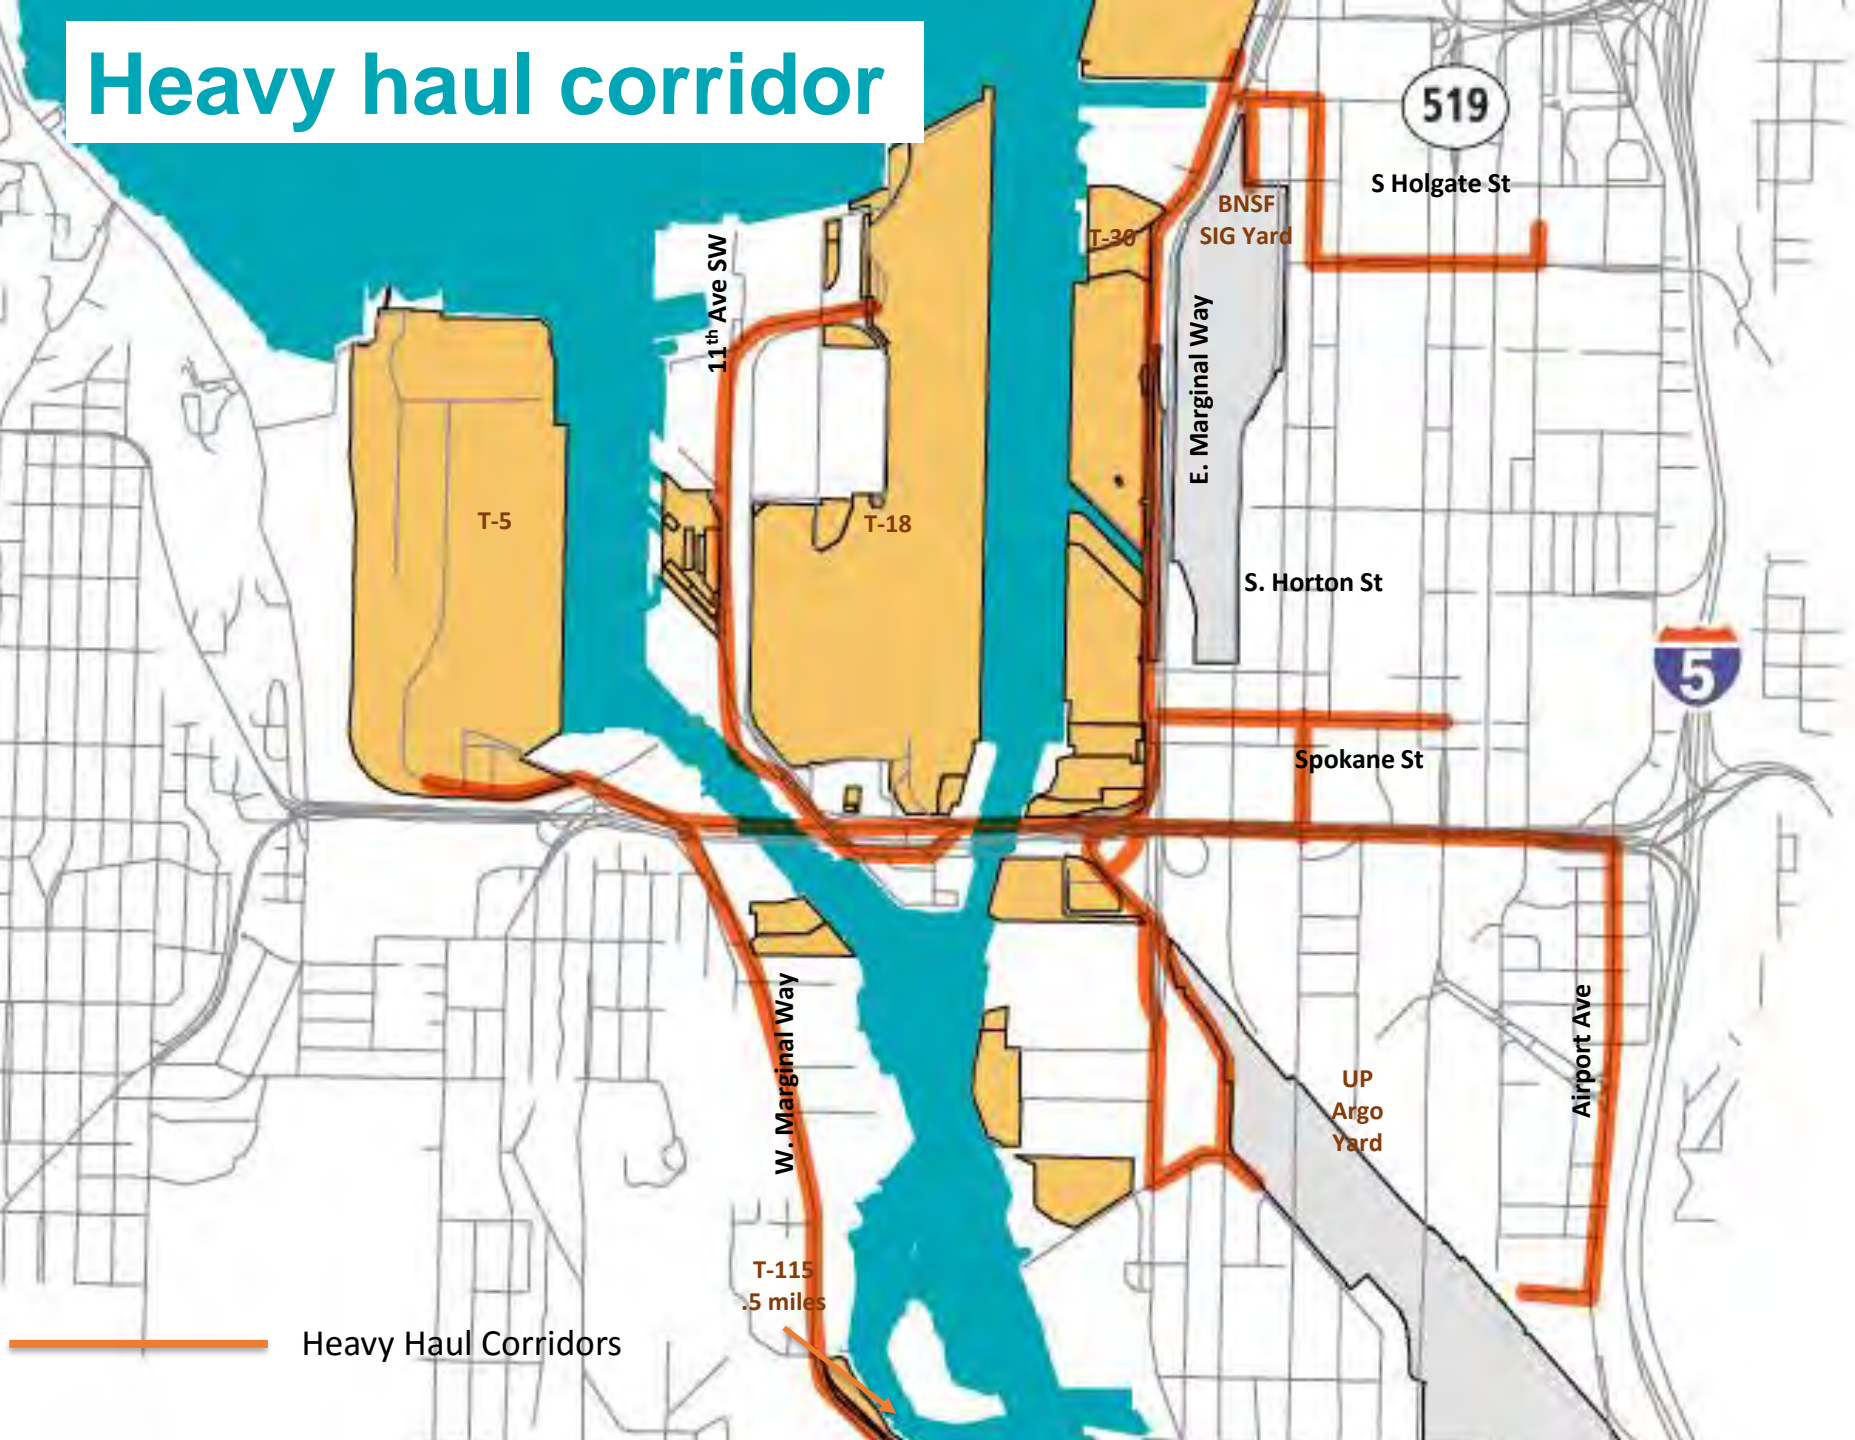 Heavy haul corridor
519
S Holgate St
BNSF
SIG Yard
T-30
11th Ave SW
E. Marginal Way
T-5
T-18
S. Horton St
5
Spokane St
W. Marginal Way
Airport Ave
UP
Argo
Yard
T-115
.5 miles
Heavy Haul Corridors